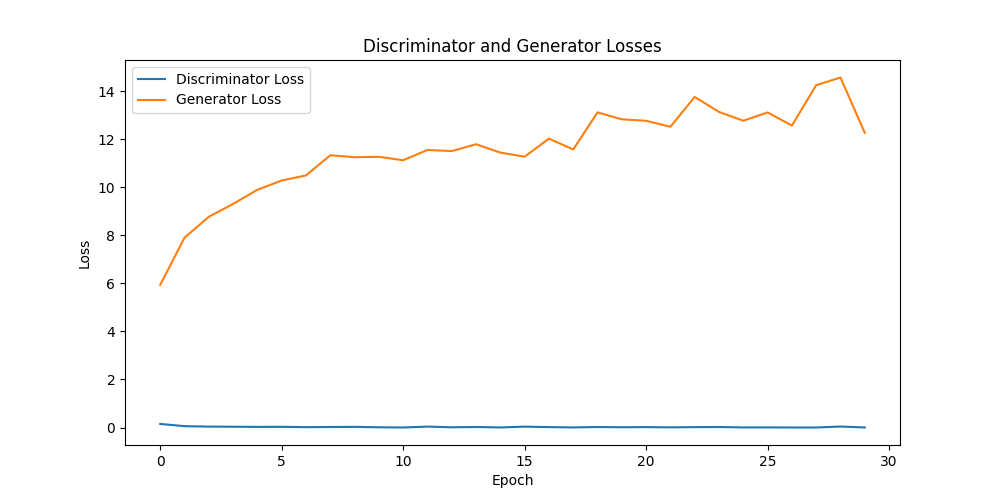 Discriminator and Generator Losses
Discriminator Loss
Generator Loss
14
12
10
8
6
4
2
0
Loss
0 5 10 15 20 25 30
Epoch